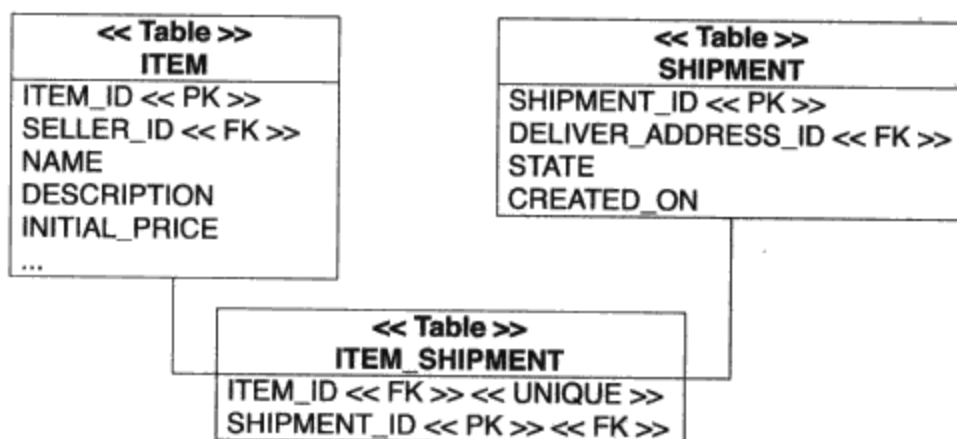 << Table >>
ITEM
ITEM_ID << PK >>
SELLER_ID << FK >>
NAME
DESCRIPTION
INITIAL_PRICE
...
<< Table >>
SHIPMENT
SHIPMENT_ID << PK >>
DELIVER_ADDRESS_ID << FK >>
STATE
CREATED_ON
<< Table >>
ITEM_SHIPMENT
ITEM_ID << FK >> << UNIQUE >>
SHIPMENT_ID << PK >> << FK >>